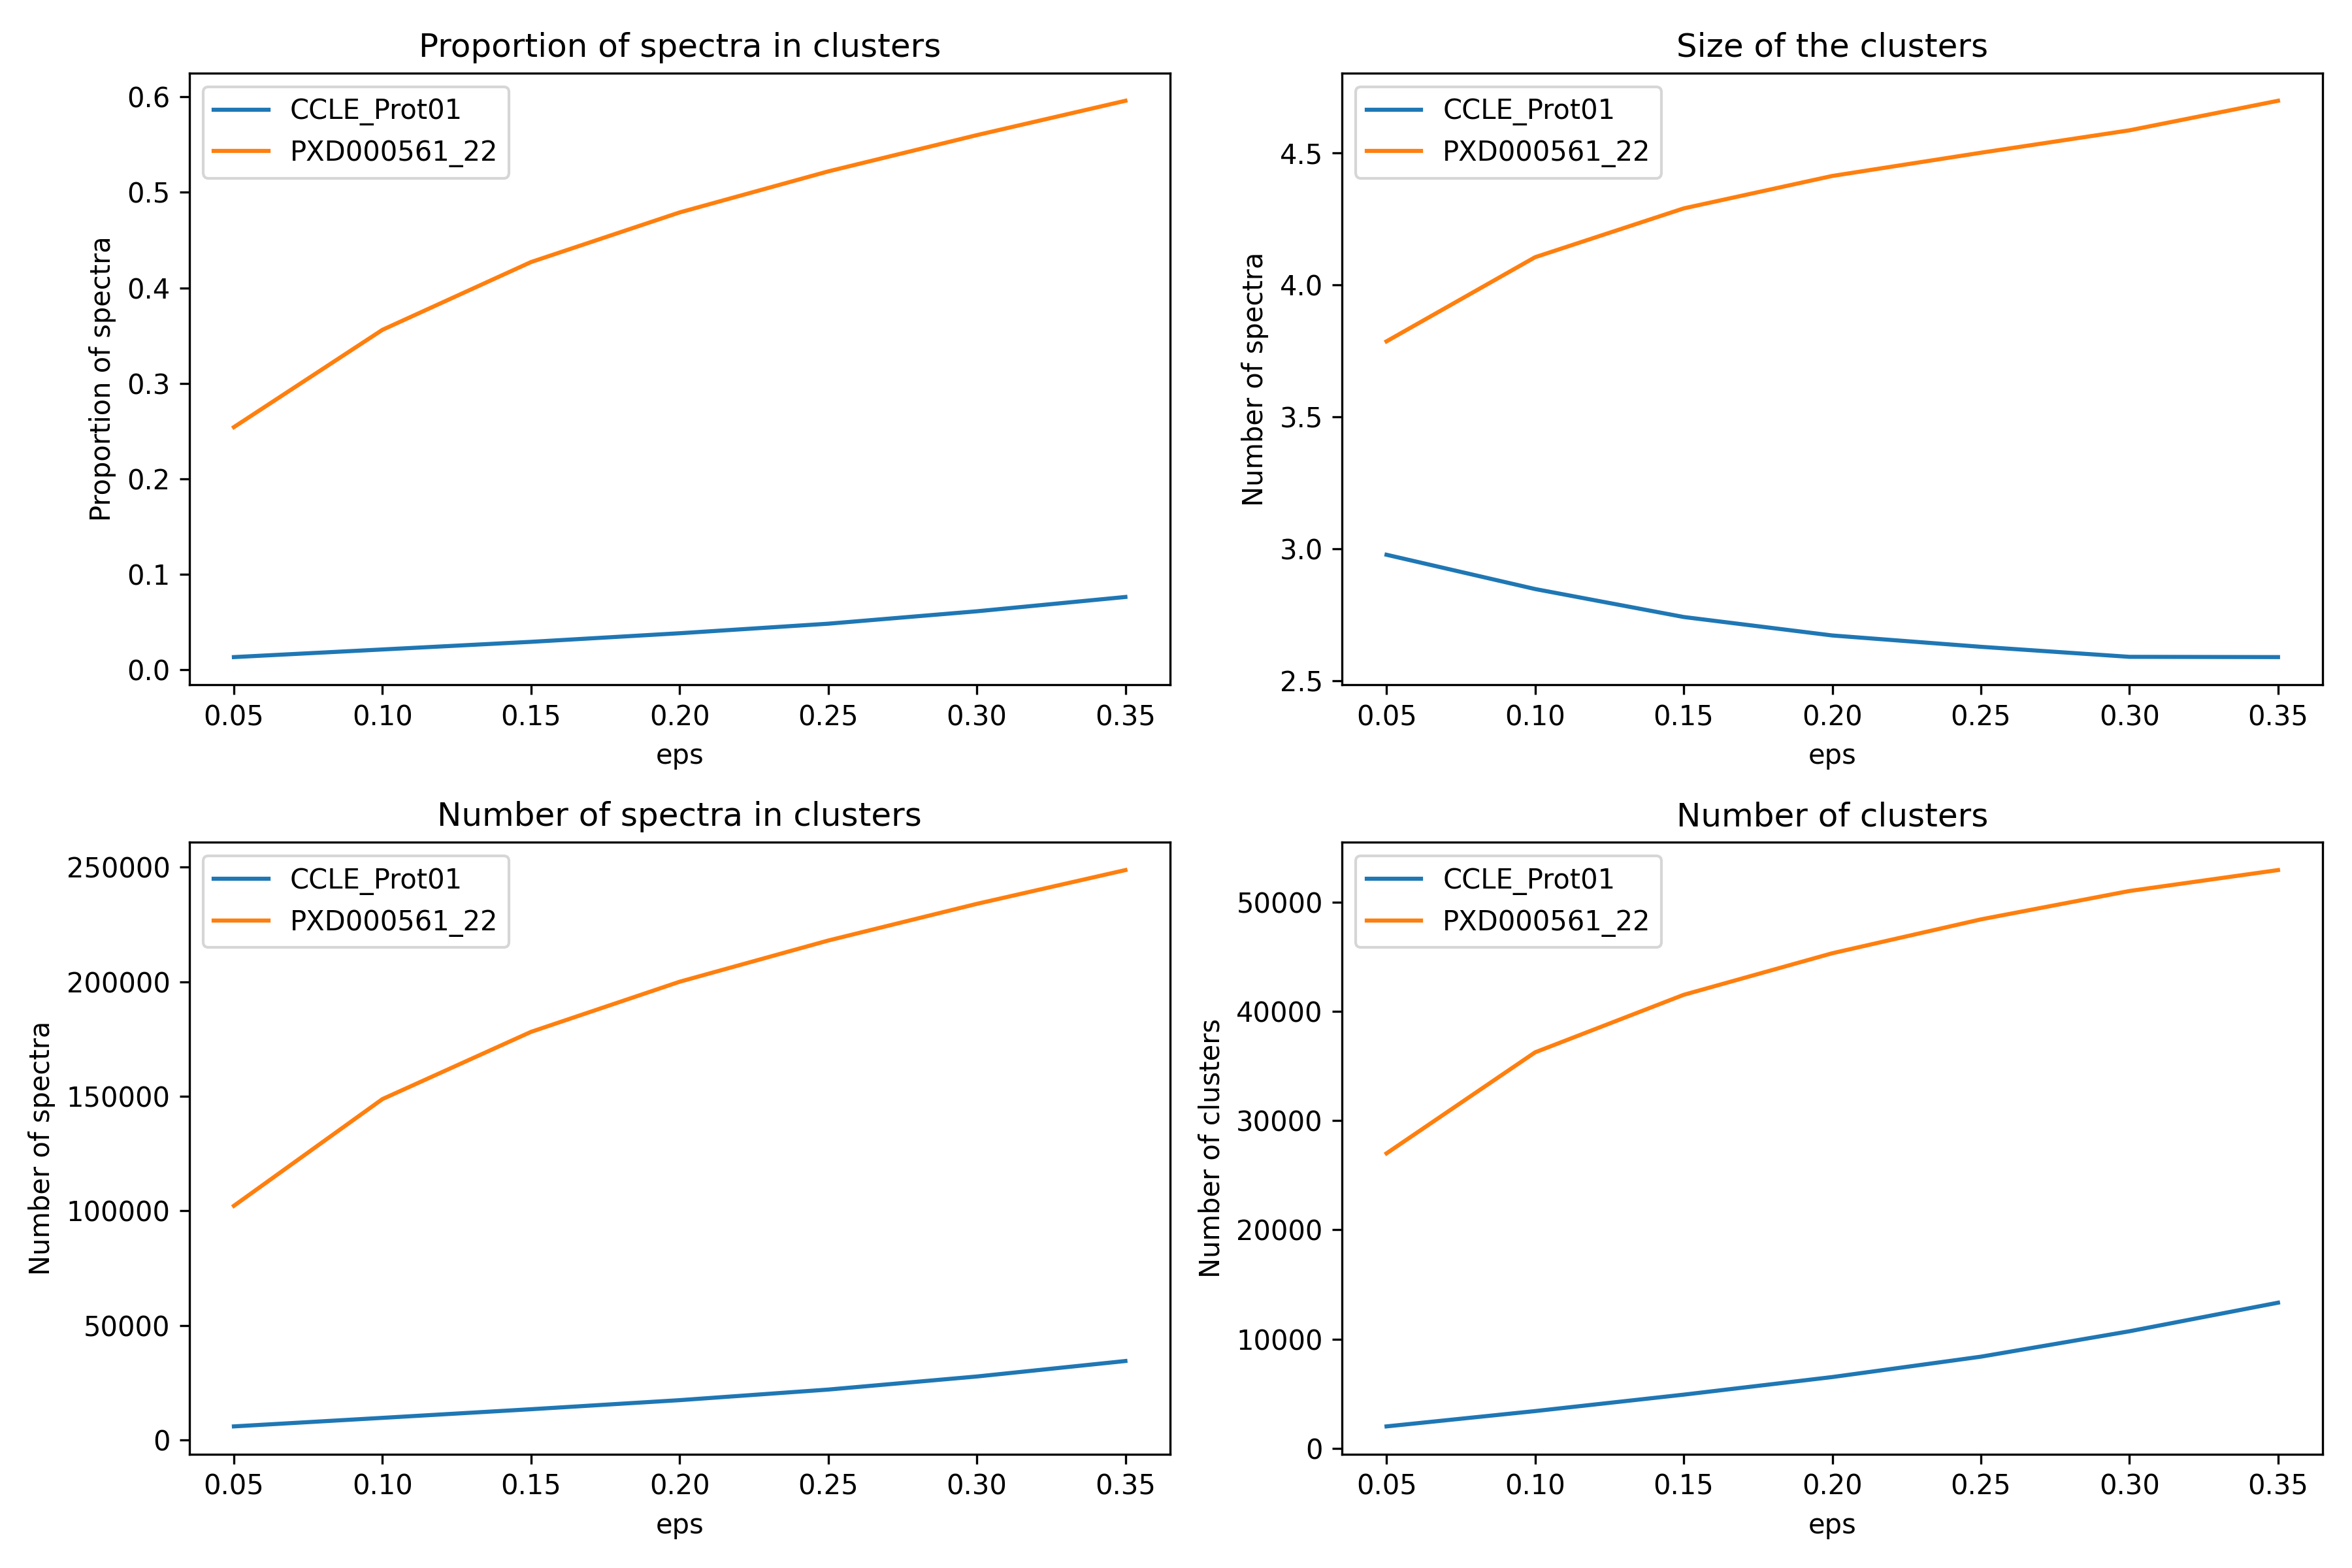 Proportion of spectra in clusters
CCLE_Prot01
PXD000561_22
0.6
0.5
0.4
0.3
0.2
0.1
0.0
Proportion of spectra
0.05 0.10 0.15 0.20 0.25 0.30 0.35
eps
Size of the clusters
CCLE_Prot01
PXD000561_22
4.5
4.0
3.5
3.0
2.5
Number of spectra
0.05 0.10 0.15 0.20 0.25 0.30 0.35
eps
Number of spectra in clusters
CCLE_Prot01
PXD000561_22
250000
200000
150000
100000
50000
0
Number of spectra
0.05 0.10 0.15 0.20 0.25 0.30 0.35
eps
Number of clusters
CCLE_Prot01
PXD000561_22
50000
40000
30000
20000
10000
0
Number of clusters
0.05 0.10 0.15 0.20 0.25 0.30 0.35
eps